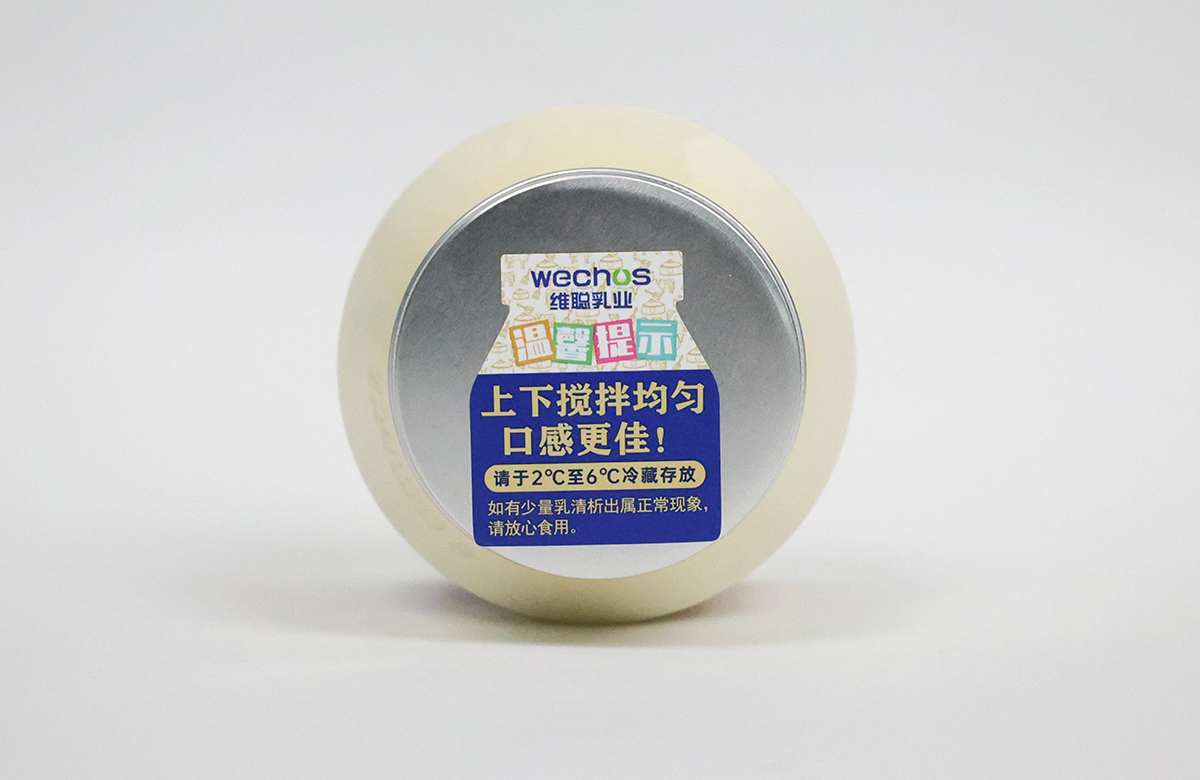 wechos
维聪乳业
温馨提示
上下搅拌均匀
口感更佳!
请于2℃至6℃冷藏存放
如有少量乳清析出属正常现象,
请放心食用。